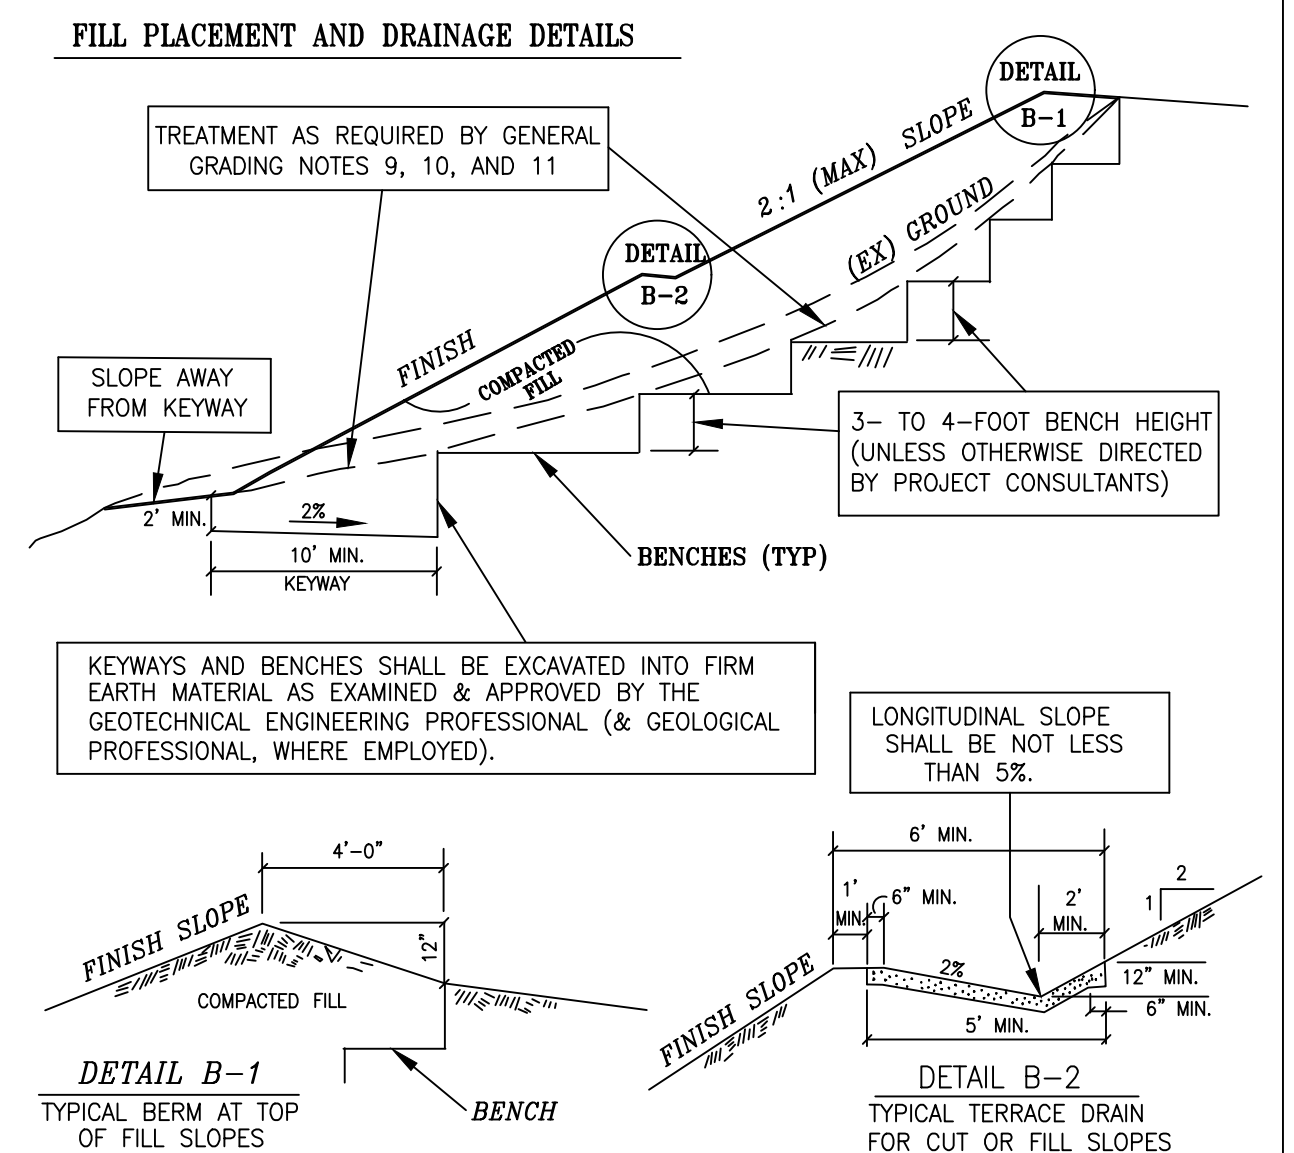 FILL PLACEMENT AND DRAINAGE DETAILS
DETAIL
B-1
TREATMENT AS REQUIRED BY GENERAL
GRADING NOTES 9, 10, AND 11
2:1 (MAX) SLOPE
(EX) GROUND
DETAIL
B-2
FINISH
COMPACTED
FILL
SLOPE AWAY
FROM KEYWAY
3- TO 4-FOOT BENCH HEIGHT
(UNLESS OTHERWISE DIRECTED
BY PROJECT CONSULTANTS)
2' MIN.
2%
10' MIN.
KEYWAY
BENCHES (TYP)
KEYWAYS AND BENCHES SHALL BE EXCAVATED INTO FIRM
EARTH MATERIAL AS EXAMINED & APPROVED BY THE
GEOTECHNICAL ENGINEERING PROFESSIONAL (& GEOLOGICAL
PROFESSIONAL, WHERE EMPLOYED).
LONGITUDINAL SLOPE
SHALL BE NOT LESS
THAN 5%.
4'-0"
FINISH SLOPE
12"
COMPACTED FILL
DETAIL B-1
TYPICAL BERM AT TOP
OF FILL SLOPES
BENCH
6' MIN.
1'
MIN.
6" MIN.
2'
MIN.
2
1
FINISH SLOPE
2%
12" MIN.
6" MIN.
5' MIN.
DETAIL B-2
TYPICAL TERRACE DRAIN
FOR CUT OR FILL SLOPES